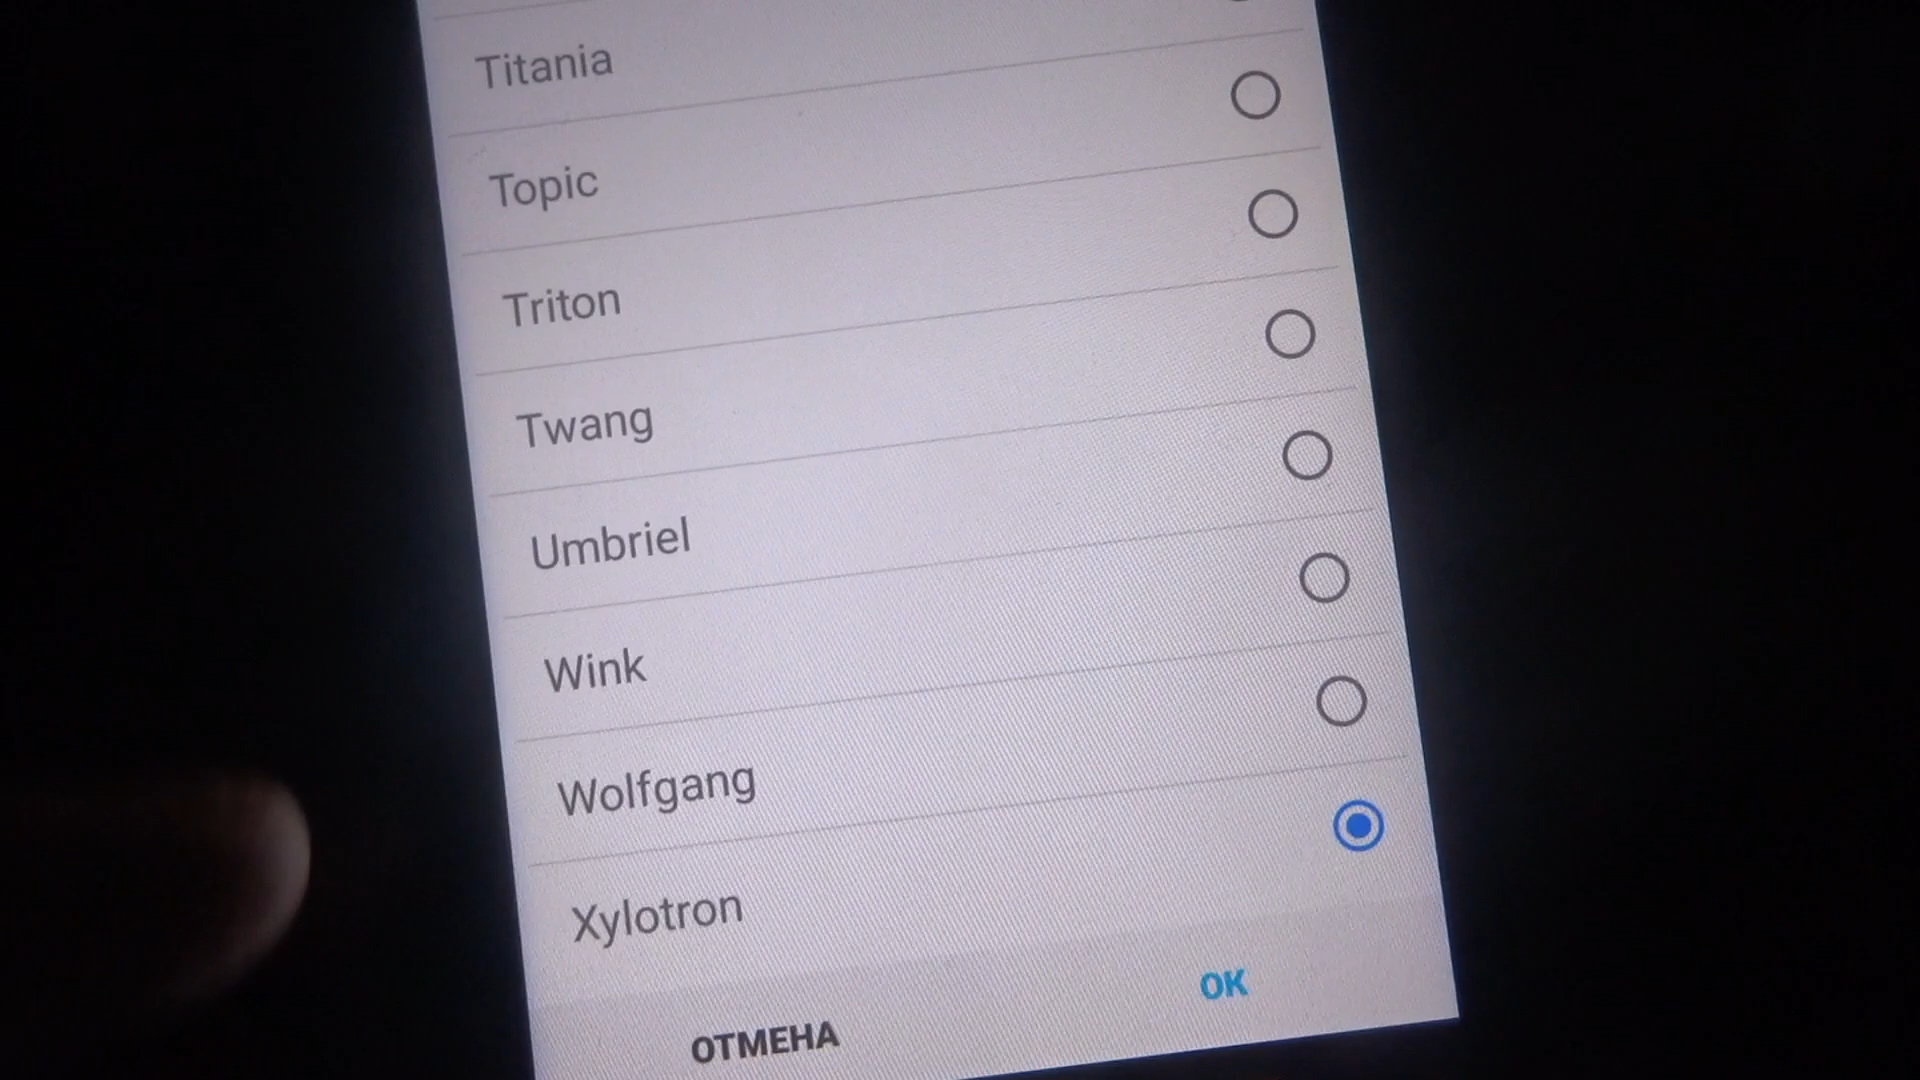 Titania
Topic
Triton
Twang
Umbriel
Wink
Wolfgang
Xylotron
ОТМЕНА
OK